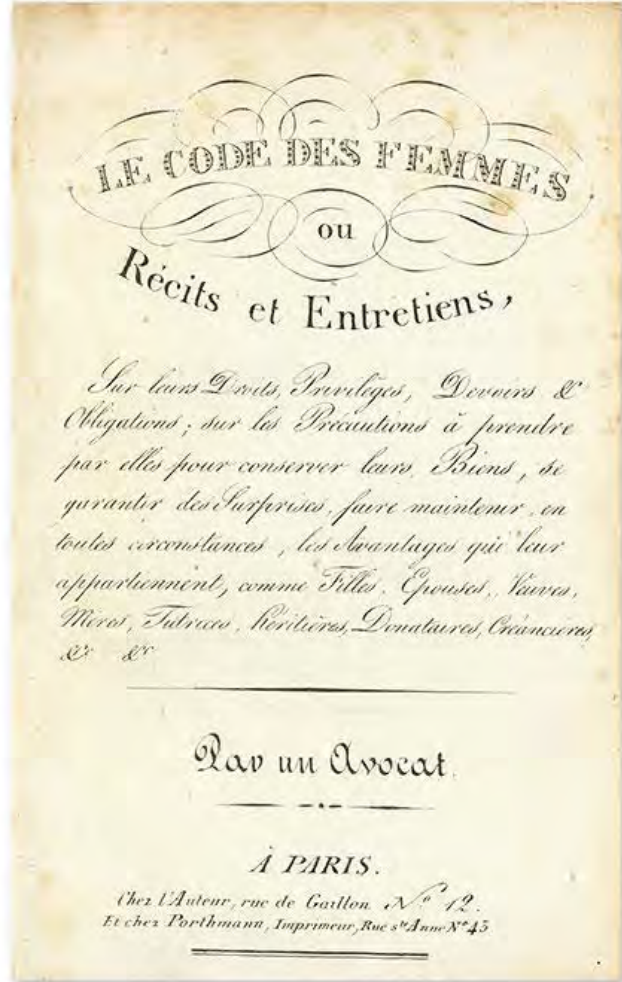 LE CODE DES FEMMES
ou
Récits et Entretiens,
Sur leurs Droits, Privilèges, Devoirs &
Obligations ; sur les Précautions à prendre
par elles pour conserver leurs Biens, se
garantir des Surprises, faire maintenir, en
toutes circonstances, les Avantages qui leur
appartiennent, comme Filles, Epouses, Veuves,
Mères, Tutrices, Héritières, Donataires, Créancières,
&c &c
Par un Avocat.
À PARIS.
Chez l'Auteur, rue de Gaillon N.º 12.
Et chez Porthmann, Imprimeur, Rue s.te Anne N.º 43